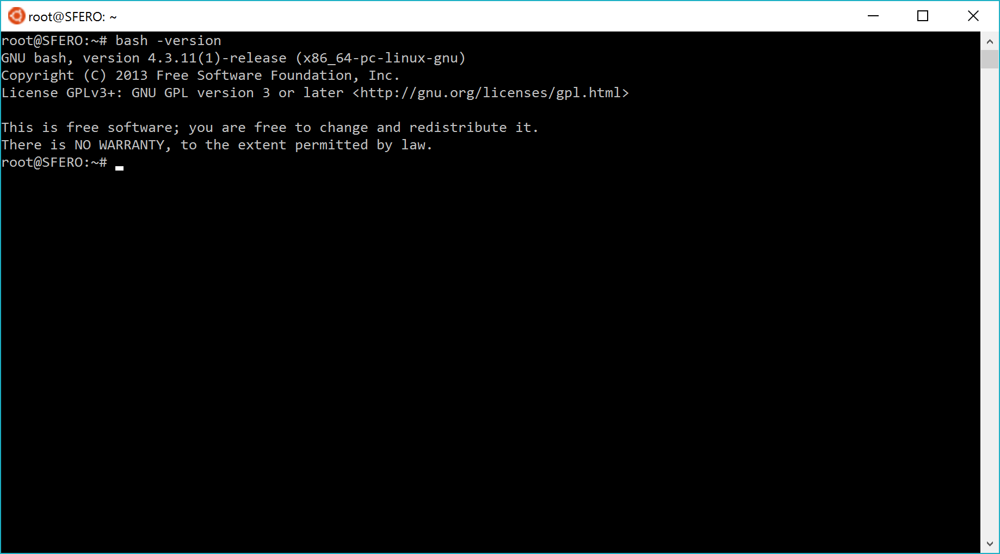 root@SFERO: ~
root@SFERO:~# bash -version
GNU bash, version 4.3.11(1)-release (x86_64-pc-linux-gnu)
Copyright (C) 2013 Free Software Foundation, Inc.
License GPLv3+: GNU GPL version 3 or later <http://gnu.org/licenses/gpl.html>

This is free software; you are free to change and redistribute it.
There is NO WARRANTY, to the extent permitted by law.
root@SFERO:~#